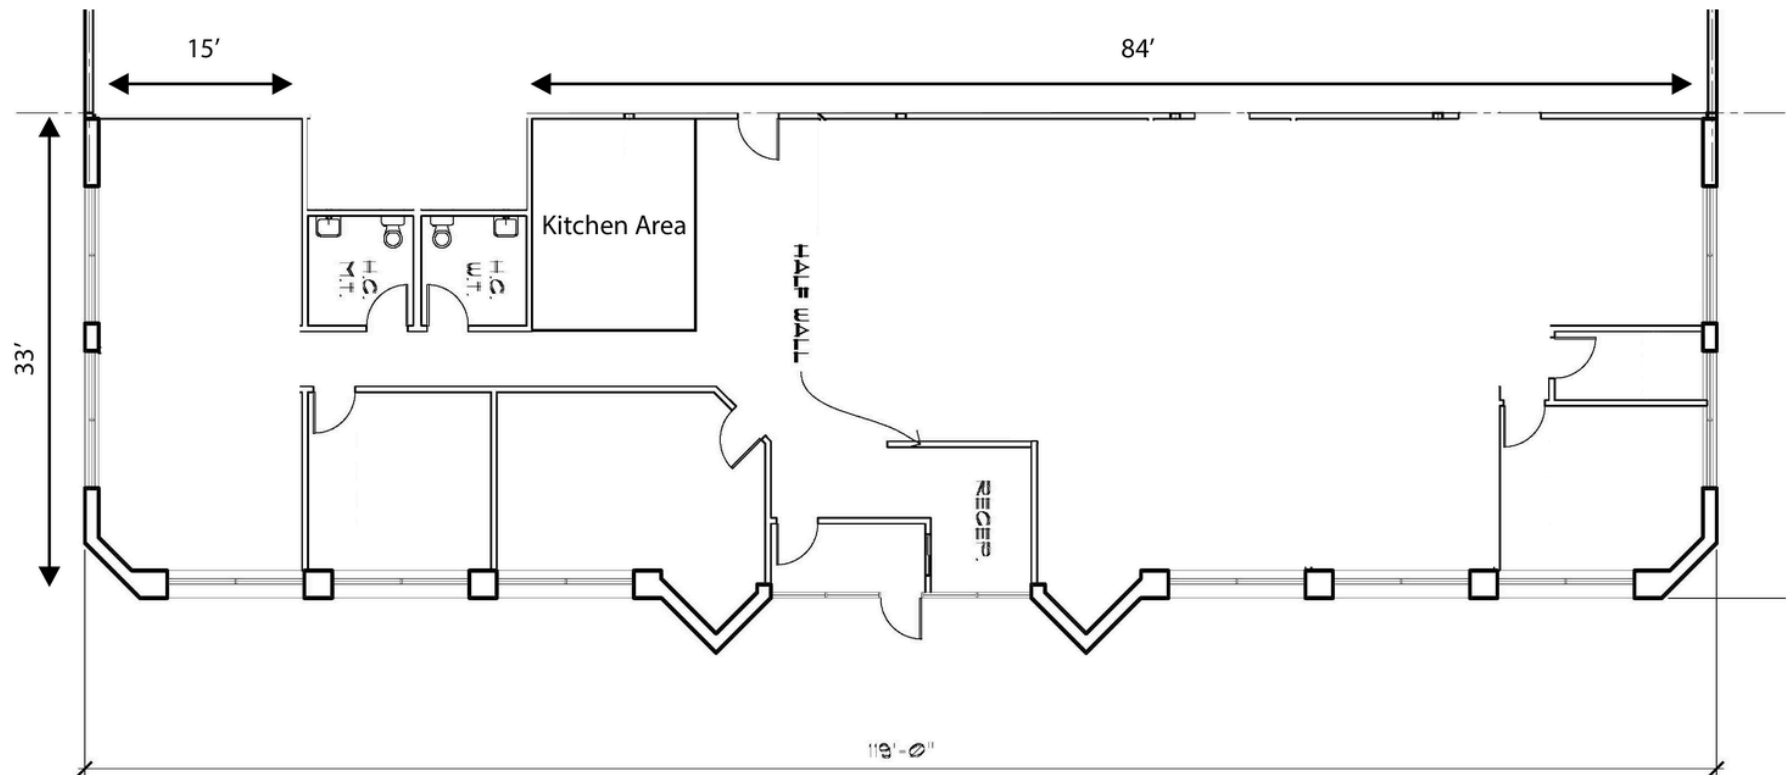 15’
84’
33’
Kitchen Area
H.C.
M.T.
H.C.
W.T.
HALF WALL
RECEP.
119'-0"